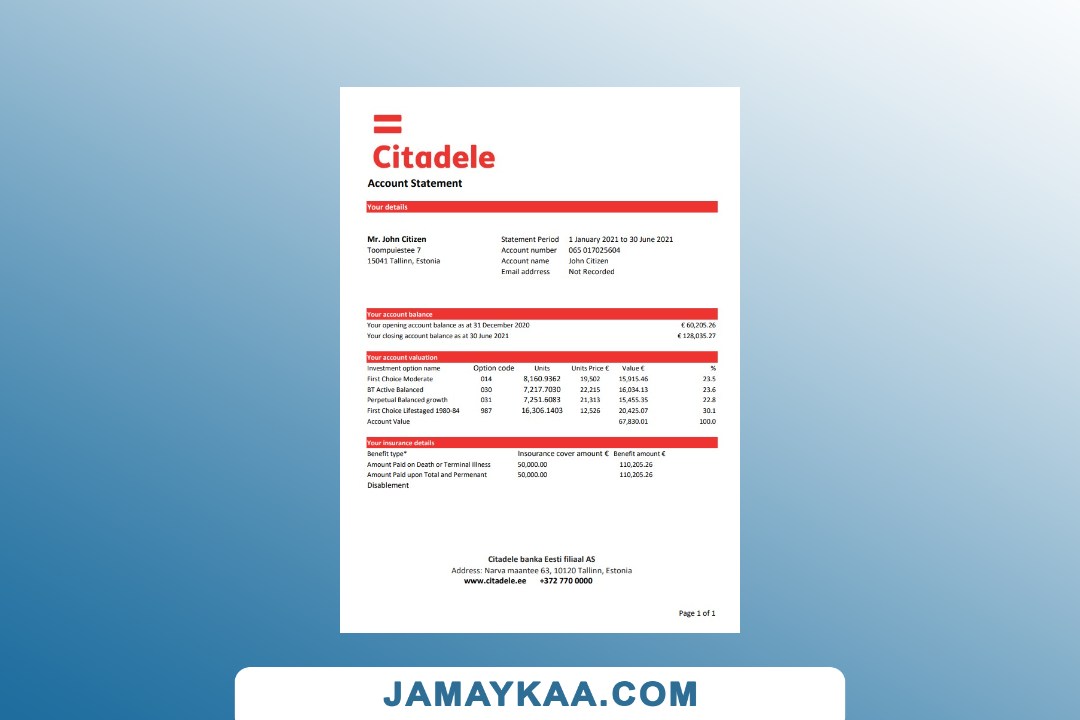 Citadele
Account Statement
Your details
Mr. John Citizen Statement Period 1 January 2021 to 30 June 2021
Toompuiestee 7 Account number 065 017025604
15041 Tallinn, Estonia Account name John Citizen
Email addrress Not Recorded
Your account balance
Your opening account balance as at 31 December 2020 € 60,205.26
Your closing account balance as at 30 June 2021 € 128,035.27
Your account valuation
Investment option name Option code Units Units Price € Value € %
First Choice Moderate 014 8,160.9362 19,502 15,915.46 23.5
BT Active Balanced 030 7,217.7030 22,215 16,034.13 23.6
Perpetual Balanced growth 031 7,251.6083 21,313 15,455.35 22.8
First Choice Lifestaged 1980-84 987 16,306.1403 12,526 20,425.07 30.1
Account Value 67,830.01 100.0
Your insurance details
Benefit type* Insourance cover amount € Benefit amount €
Amount Paid on Death or Terminal Illness 50,000.00 110,205.26
Amount Paid upon Total and Permenant 50,000.00 110,205.26
Disablement
Citadele banka Eesti filiaal AS
Address: Narva maantee 63, 10120 Tallinn, Estonia
www.citadele.ee +372 770 0000
Page 1 of 1
JAMAYKAA.COM